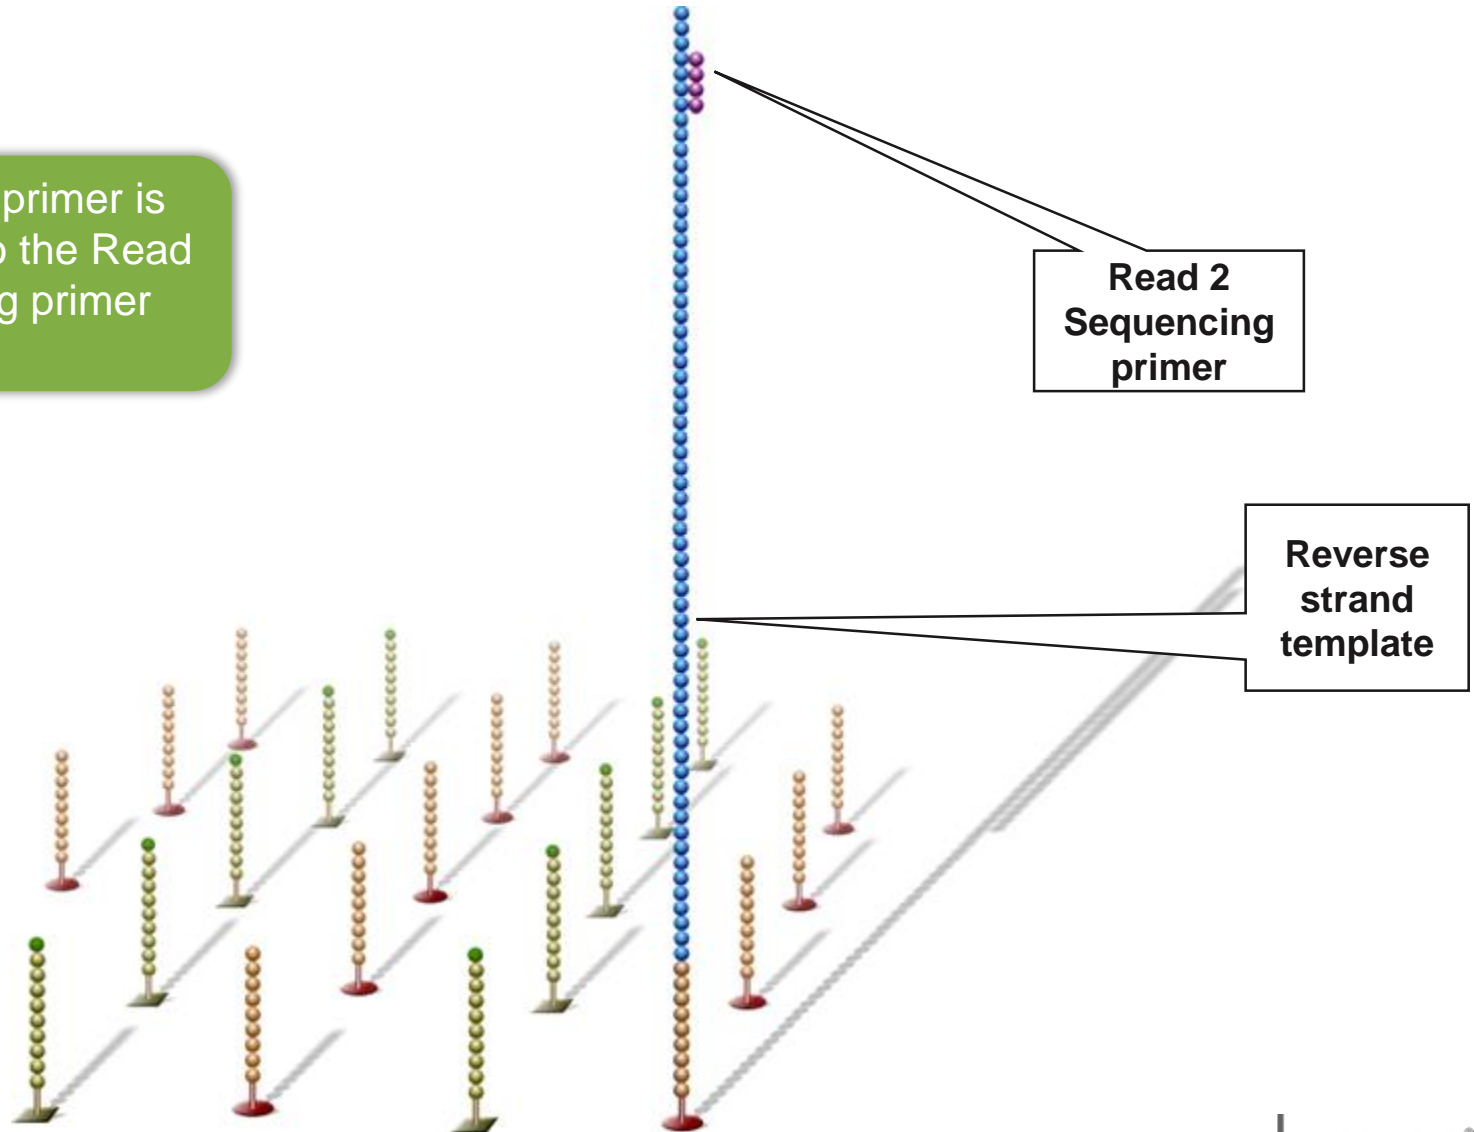 primer is
the Read
primer
Read 2
Sequencing
primer
Reverse
strand
template